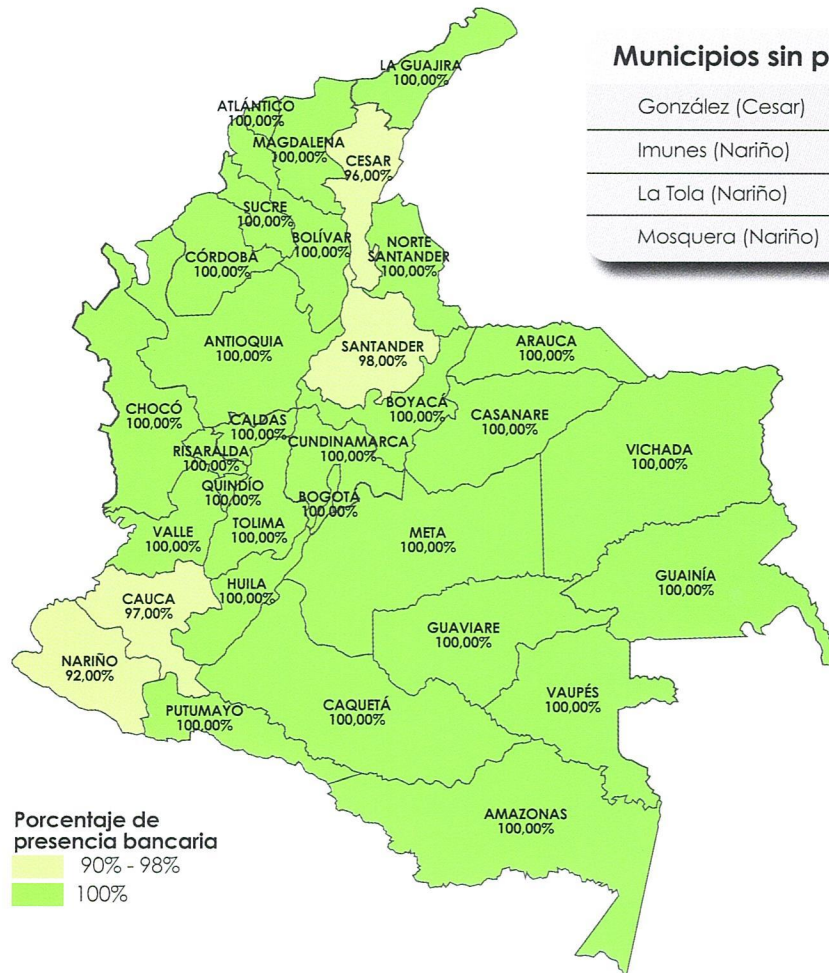 Municipios sin p
González (Cesar)
Imunes (Nariño)
La Tola (Nariño)
Mosquera (Nariño)
LA GUAJIRA
100,00%
ATLÁNTICO
100,00%
MAGDALENA
100,00%
CESAR
96,00%
SUCRE
100,00%
BOLÍVAR
100,00%
NORTE
SANTANDER
100,00%
CÓRDOBA
100,00%
ANTIOQUIA
100,00%
SANTANDER
98,00%
ARAUCA
100,00%
CHOCÓ
100,00%
CALDAS
100,00%
BOYACÁ
100,00%
CASANARE
100,00%
RISARALDA
100,00%
CUNDINAMARCA
100,00%
VICHADA
100,00%
QUINDÍO
100,00%
BOGOTÁ
100,00%
VALLE
100,00%
TOLIMA
100,00%
META
100,00%
GUAINÍA
100,00%
CAUCA
97,00%
HUILA
100,00%
GUAVIARE
100,00%
NARIÑO
92,00%
VAUPÉS
100,00%
PUTUMAYO
100,00%
CAQUETÁ
100,00%
AMAZONAS
100,00%
Porcentaje de
presencia bancaria
90% - 98%
100%